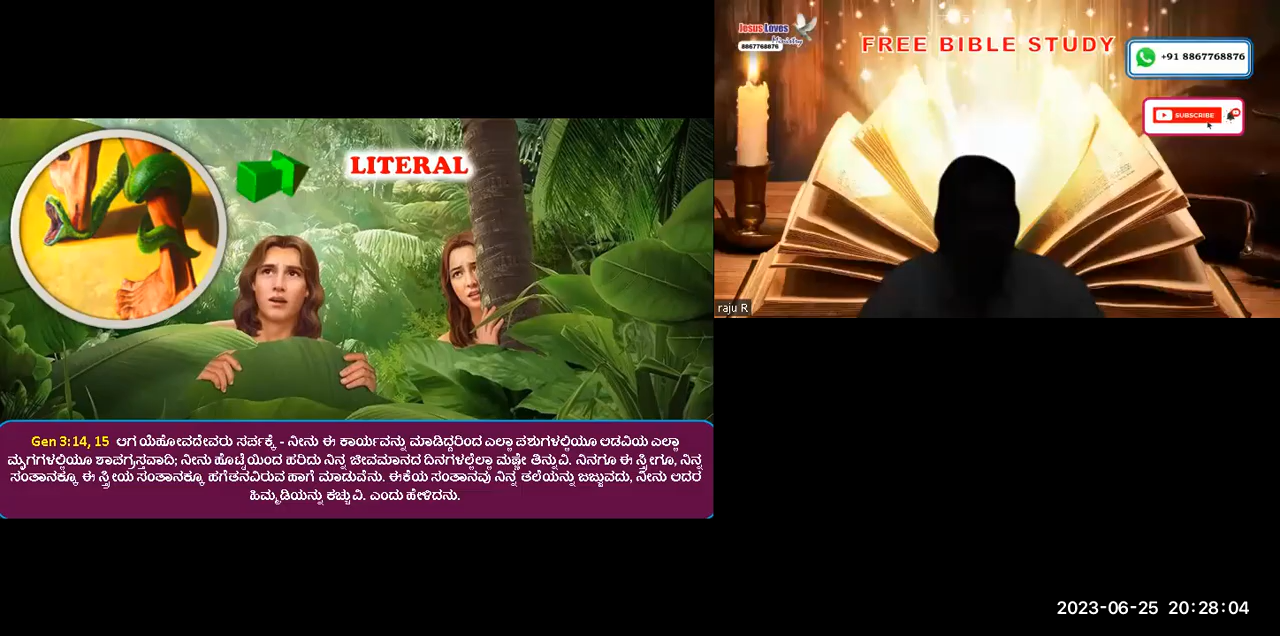 LITERAL
Gen 3:14, 15 ಆಗ ಯೆಹೋವದೇವರು ಸರ್ಪಕ್ಕೆ - ನೀನು ಈ ಕಾರ್ಯವನ್ನು ಮಾಡಿದ್ದರಿಂದ ಎಲ್ಲಾ ಪಶುಗಳಲ್ಲಿಯೂ ಆಡವಿಯ ಎಲ್ಲಾ
ಮೃಗಗಳಲ್ಲಿಯೂ ಶಾಪಗ್ರಸ್ತವಾದಿ; ನೀನು ಹೊಟ್ಟೆಯಿಂದ ಹರಿದು ನಿನ್ನ ಜೀವಮಾನದ ದಿನಗಳಲ್ಲೆಲ್ಲಾ ಮಣ್ಣೇ ತಿನ್ನುವಿ. ನಿನಗೂ ಈ ಸ್ತ್ರೀಗೂ, ನಿನ್ನ
ಸಂತಾನಕ್ಕೂ ಈ ಸ್ತ್ರೀಯ ಸಂತಾನಕ್ಕೂ ಹಗೆತನವಿರುವ ಹಾಗೆ ಮಾಡುವೆನು. ಈಕೆಯ ಸಂತಾನವು ನಿನ್ನ ತಲೆಯನ್ನು ಜಜ್ಜುವದು, ನೀನು ಅದರ
ಹಿಮ್ಮಡಿಯನ್ನು ಕಚ್ಚುವಿ. ಎಂದು ಹೇಳಿದನು.
Jesus Loves
Ministry
8867768876
FREE BIBLE STUDY
+91 8867768876
SUBSCRIBE
raju R
2023-06-25 20:28:04